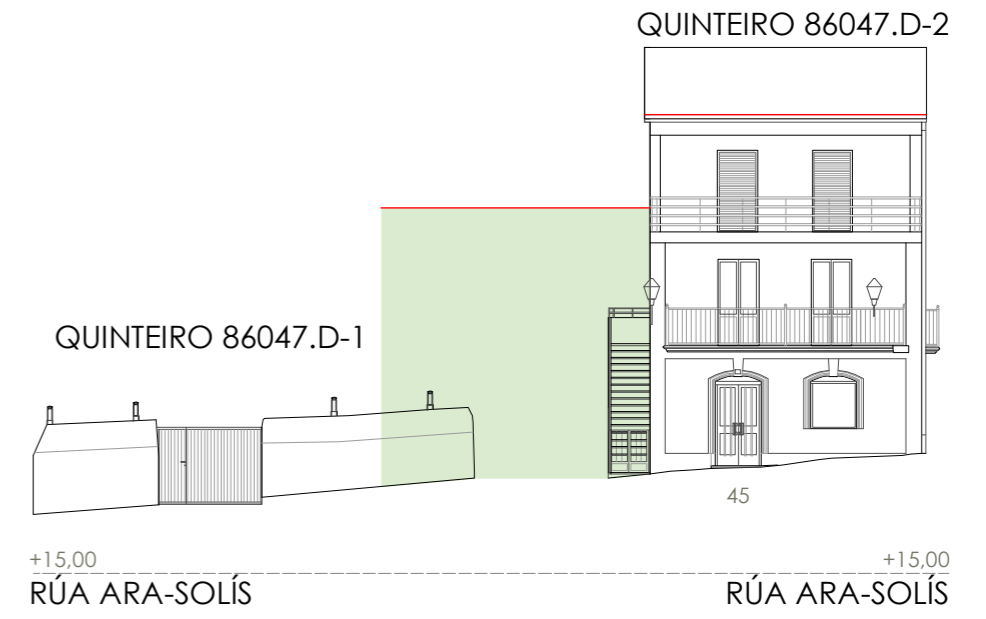 QUINTEIRO 86047.D-2
QUINTEIRO 86047.D-1
45
+15,00
+15,00
RÚA ARA-SOLÍS
RÚA ARA-SOLÍS